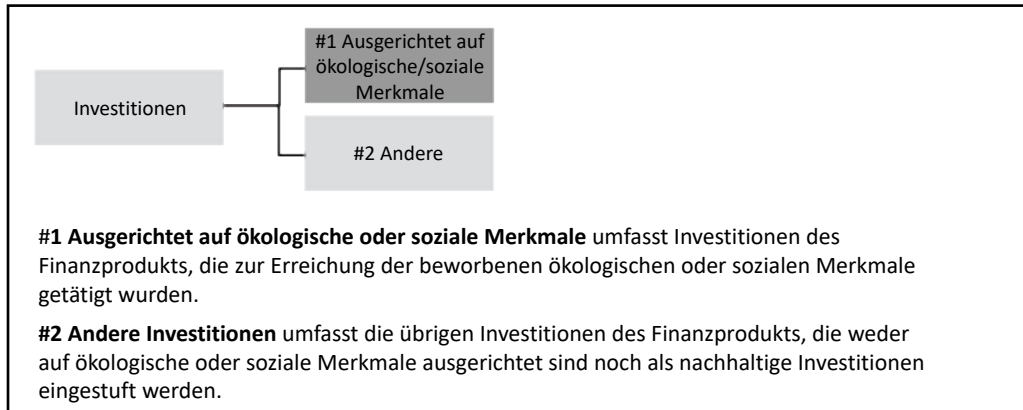 #1 Ausgerichtet auf
ökologische/soziale
Merkmale
Investitionen
#2 Andere
#1 Ausgerichtet auf ökologische oder soziale Merkmale umfasst Investitionen des
Finanzprodukts, die zur Erreichung der beworbenen ökologischen oder sozialen Merkmale
getätigt wurden.
#2 Andere Investitionen umfasst die übrigen Investitionen des Finanzprodukts, die weder
auf ökologische oder soziale Merkmale ausgerichtet sind noch als nachhaltige Investitionen
eingestuft werden.